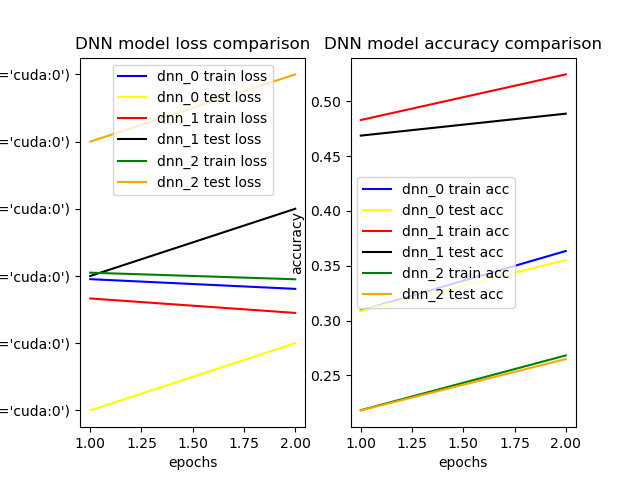 DNN model loss comparison
='cuda:0')
='cuda:0')
='cuda:0')
='cuda:0')
='cuda:0')
='cuda:0')
dnn_0 train loss
dnn_0 test loss
dnn_1 train loss
dnn_1 test loss
dnn_2 train loss
dnn_2 test loss
1.00 1.25 1.50 1.75 2.00
epochs
DNN model accuracy comparison
accuracy
0.50
0.45
0.40
0.35
0.30
0.25
dnn_0 train acc
dnn_0 test acc
dnn_1 train acc
dnn_1 test acc
dnn_2 train acc
dnn_2 test acc
1.00 1.25 1.50 1.75 2.00
epochs